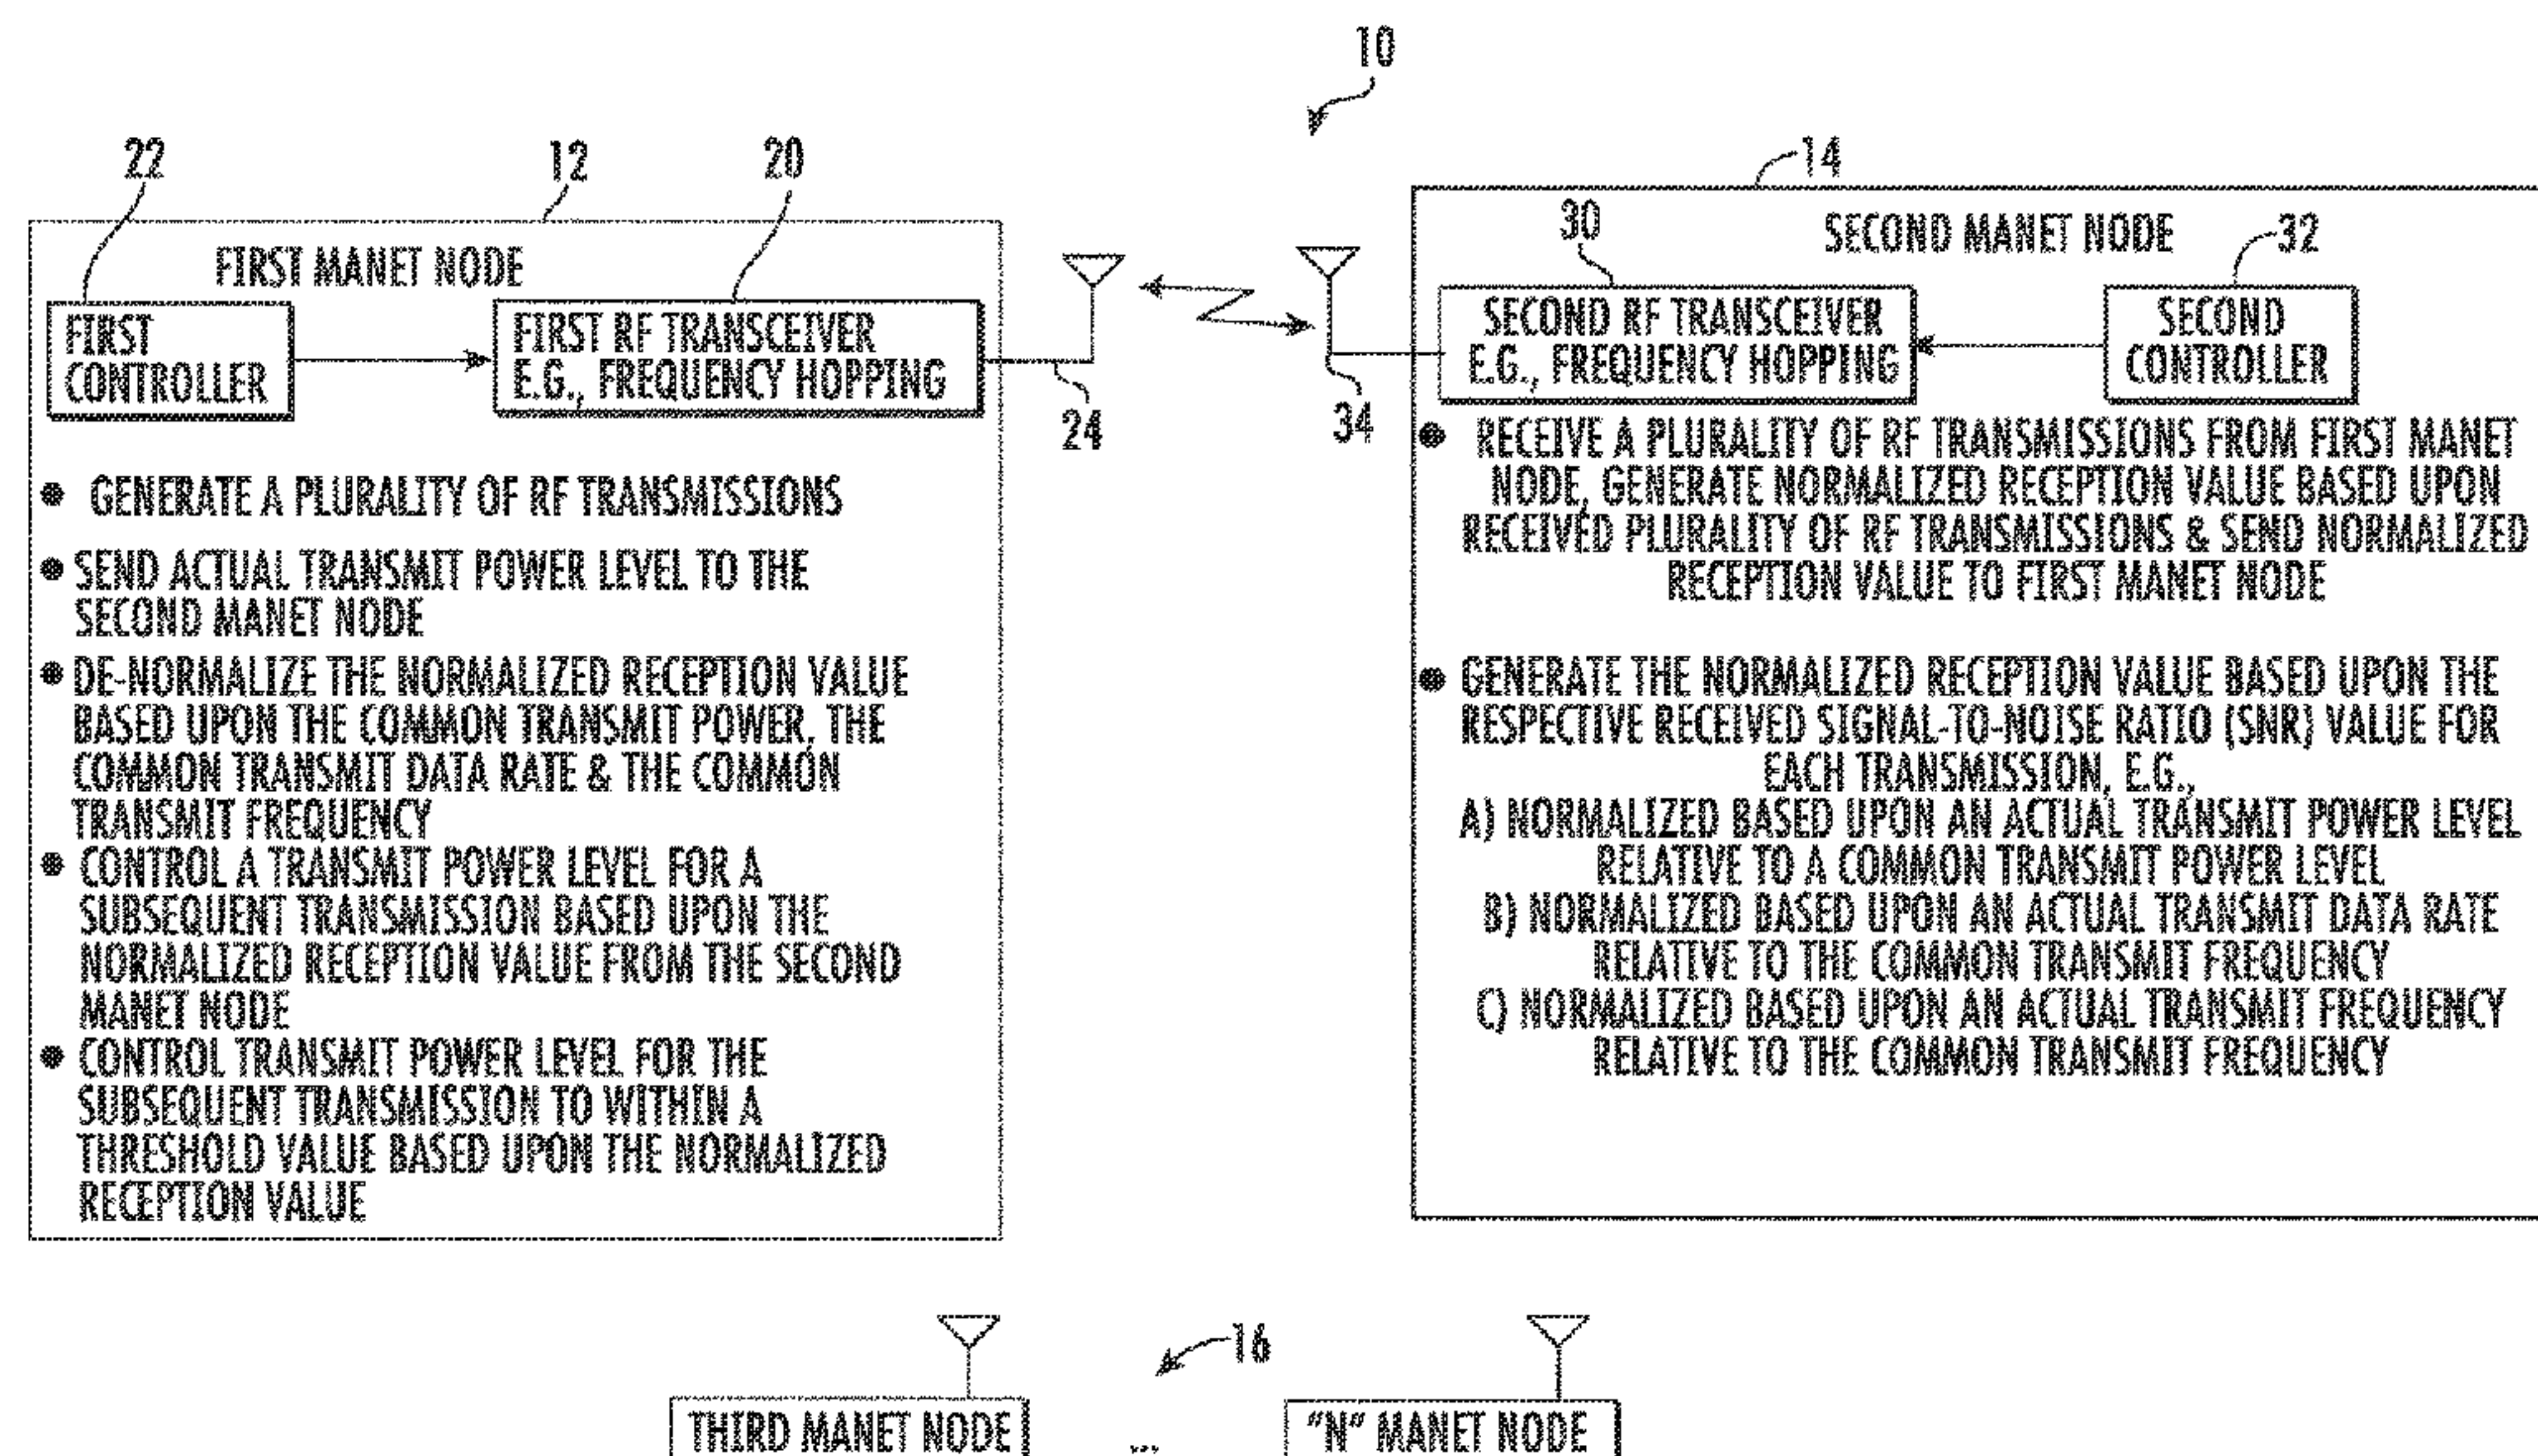 10
22
12
20
FIRST MANET NODE
FIRST
CONTROLLER
FIRST RF TRANSCEIVER
E.G., FREQUENCY HOPPING
24
• GENERATE A PLURALITY OF RF TRANSMISSIONS
• SEND ACTUAL TRANSMIT POWER LEVEL TO THE
SECOND MANET NODE
• DE-NORMALIZE THE NORMALIZED RECEPTION VALUE
BASED UPON THE COMMON TRANSMIT POWER, THE
COMMON TRANSMIT DATA RATE & THE COMMON
TRANSMIT FREQUENCY
• CONTROL A TRANSMIT POWER LEVEL FOR A
SUBSEQUENT TRANSMISSION BASED UPON THE
NORMALIZED RECEPTION VALUE FROM THE SECOND
MANET NODE
• CONTROL TRANSMIT POWER LEVEL FOR THE
SUBSEQUENT TRANSMISSION TO WITHIN A
THRESHOLD VALUE BASED UPON THE NORMALIZED
RECEPTION VALUE
14
30
SECOND MANET NODE
32
SECOND RF TRANSCEIVER
E.G., FREQUENCY HOPPING
SECOND
CONTROLLER
34
• RECEIVE A PLURALITY OF RF TRANSMISSIONS FROM FIRST MANET
NODE, GENERATE NORMALIZED RECEPTION VALUE BASED UPON
RECEIVED PLURALITY OF RF TRANSMISSIONS & SEND NORMALIZED
RECEPTION VALUE TO FIRST MANET NODE
• GENERATE THE NORMALIZED RECEPTION VALUE BASED UPON THE
RESPECTIVE RECEIVED SIGNAL-TO-NOISE RATIO (SNR) VALUE FOR
EACH TRANSMISSION, E.G.,
A) NORMALIZED BASED UPON AN ACTUAL TRANSMIT POWER LEVEL
RELATIVE TO A COMMON TRANSMIT POWER LEVEL
B) NORMALIZED BASED UPON AN ACTUAL TRANSMIT DATA RATE
RELATIVE TO THE COMMON TRANSMIT FREQUENCY
C) NORMALIZED BASED UPON AN ACTUAL TRANSMIT FREQUENCY
RELATIVE TO THE COMMON TRANSMIT FREQUENCY
16
THIRD MANET NODE
...
"N" MANET NODE